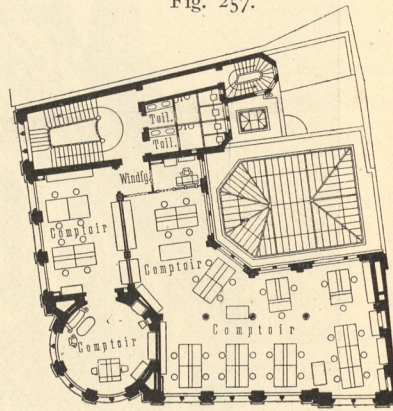 Fig. 257.
Toil.
Toil.
Windfg.
Comptoir
Comptoir
Comptoir
Comptoir